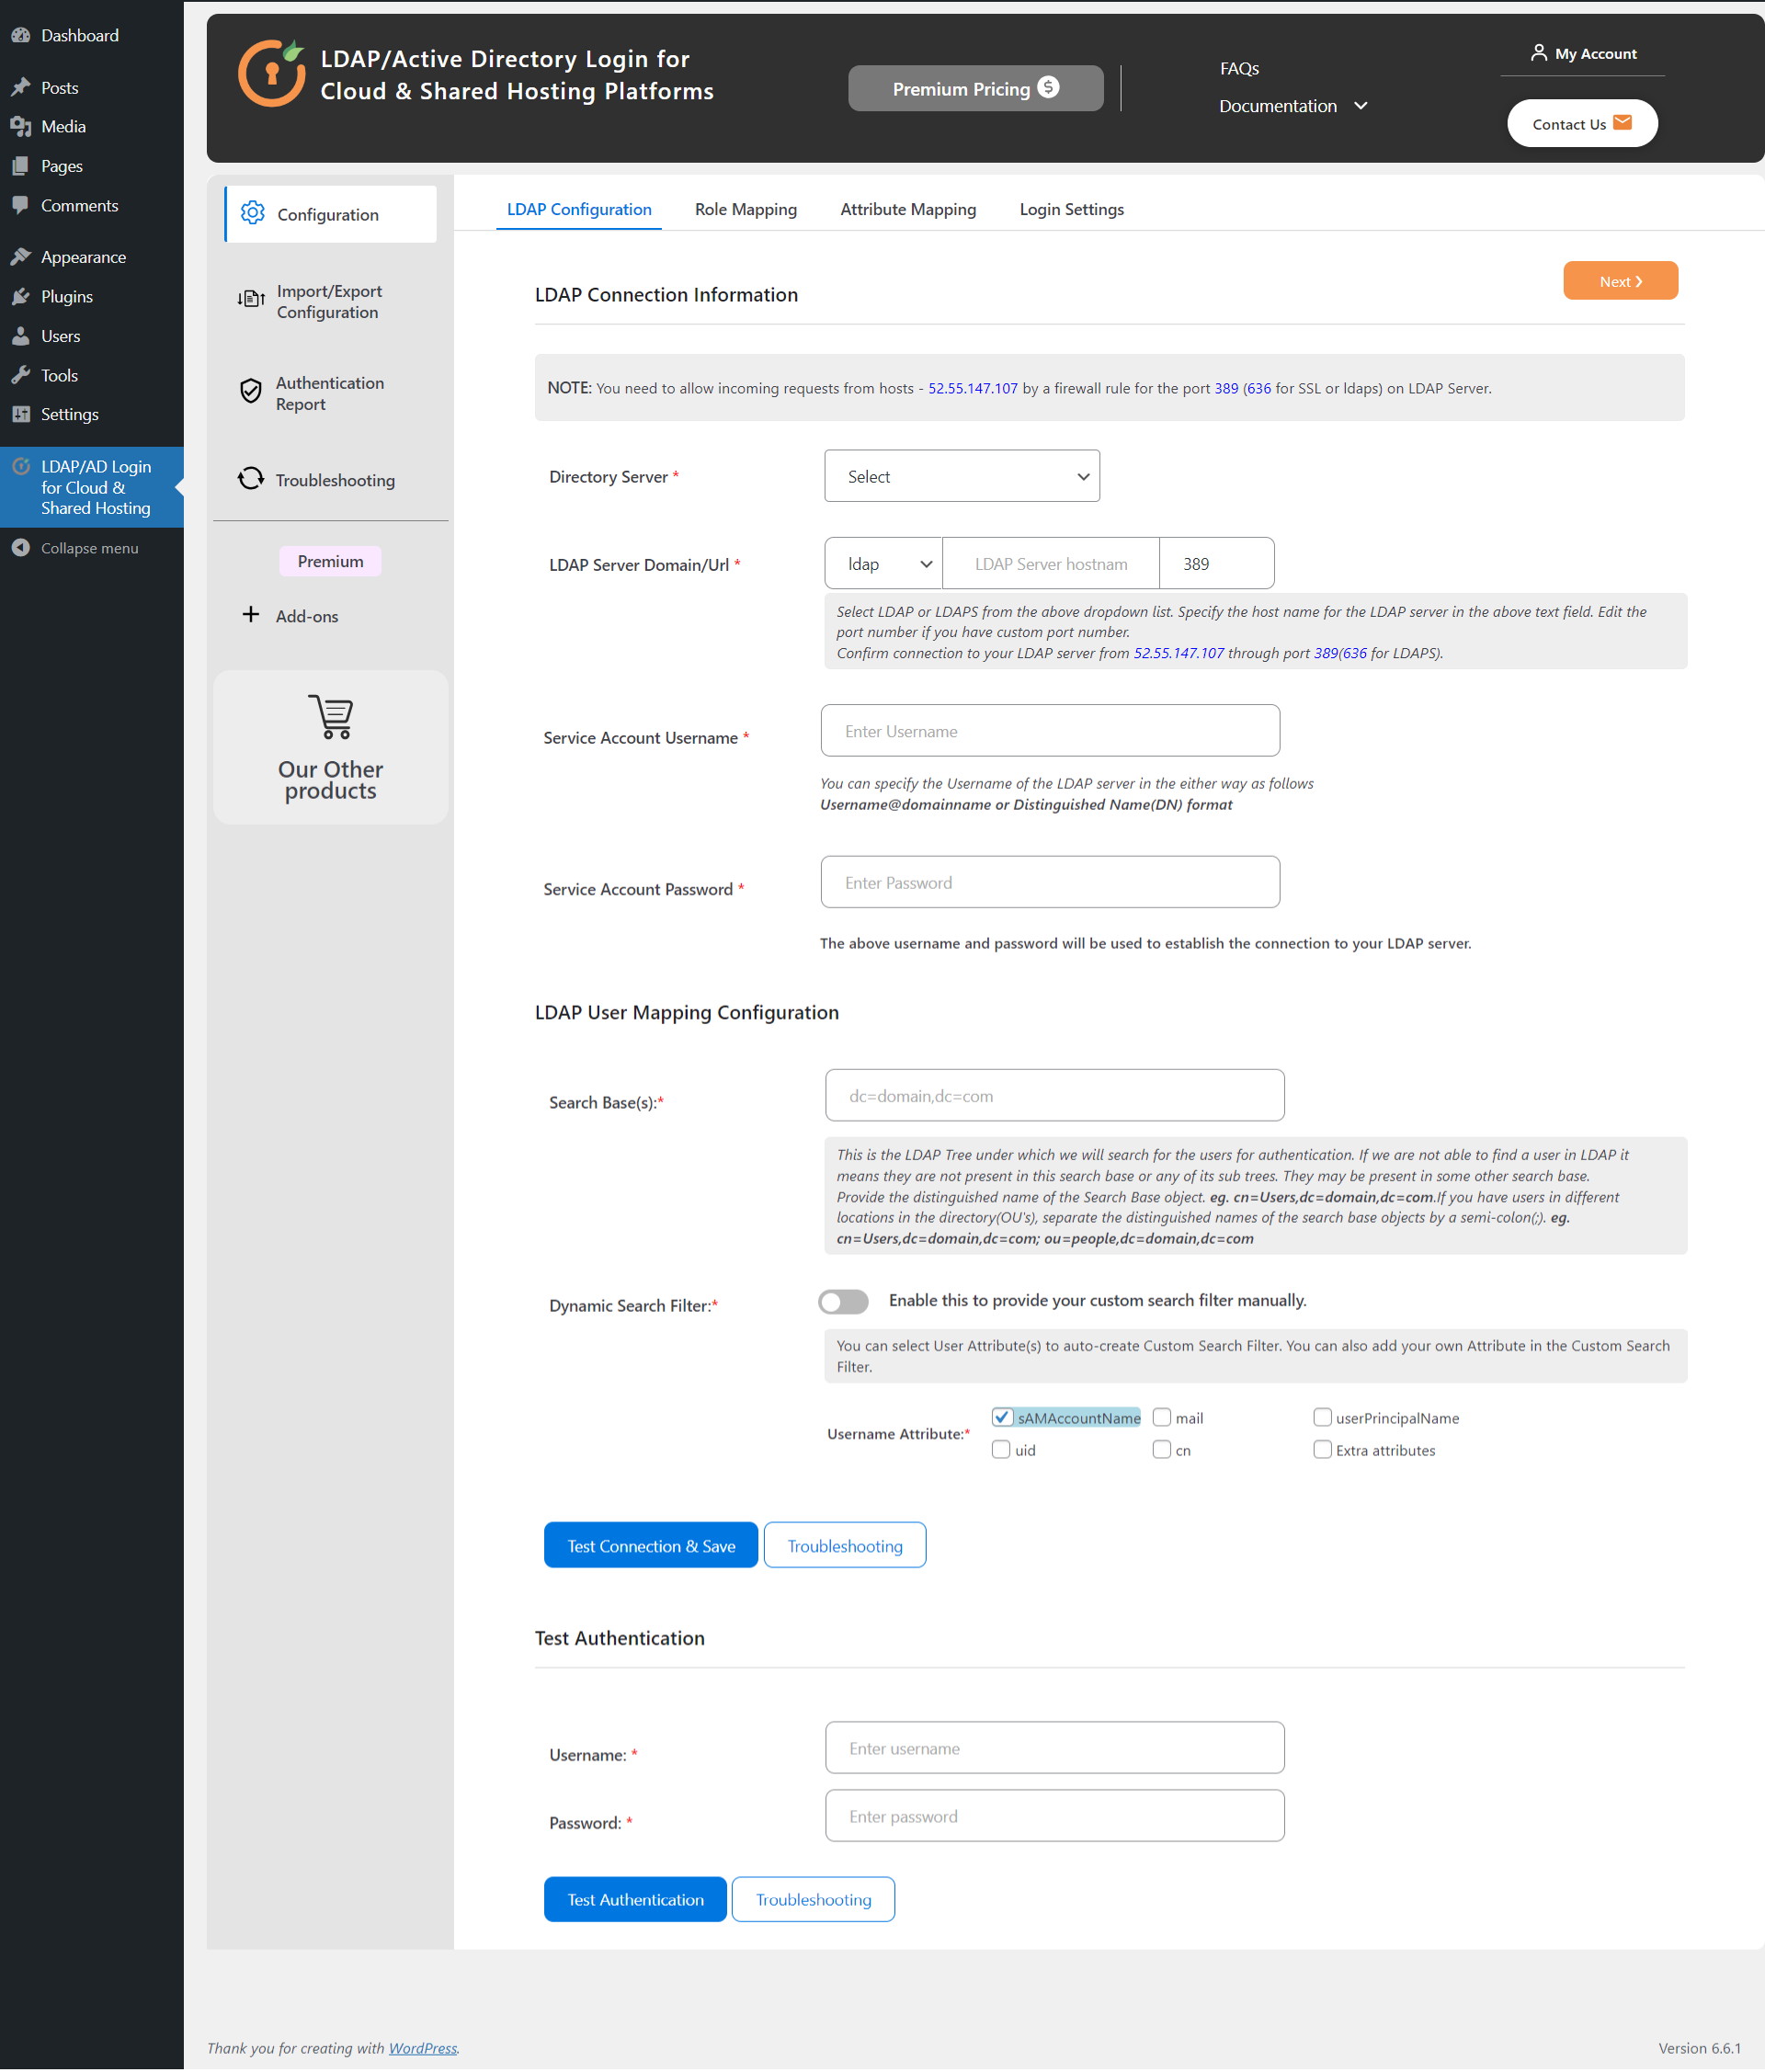 Dashboard
Posts
Media
Pages
Comments
Appearance
Plugins
Users
Tools
Settings
LDAP/AD Login
for Cloud &
Shared Hosting
Collapse menu
LDAP/Active Directory Login for
Cloud & Shared Hosting Platforms
Premium Pricing $
FAQs
Documentation
My Account
Contact Us
Configuration
Import/Export
Configuration
Authentication
Report
Troubleshooting
Premium
Add-ons
Our Other
products
LDAP Configuration Role Mapping Attribute Mapping Login Settings
LDAP Connection Information
Next
NOTE: You need to allow incoming requests from hosts - 52.55.147.107 by a firewall rule for the port 389 (636 for SSL or ldaps) on LDAP Server.
Directory Server * Select
LDAP Server Domain/Url * ldap LDAP Server hostnam 389
Select LDAP or LDAPS from the above dropdown list. Specify the host name for the LDAP server in the above text field. Edit the
port number if you have custom port number.
Confirm connection to your LDAP server from 52.55.147.107 through port 389(636 for LDAPS).
Service Account Username * Enter Username
You can specify the Username of the LDAP server in the either way as follows
Username@domainname or Distinguished Name(DN) format
Service Account Password * Enter Password
The above username and password will be used to establish the connection to your LDAP server.
LDAP User Mapping Configuration
Search Base(s):* dc=domain,dc=com
This is the LDAP Tree under which we will search for the users for authentication. If we are not able to find a user in LDAP it
means they are not present in this search base or any of its sub trees. They may be present in some other search base.
Provide the distinguished name of the Search Base object. eg. cn=Users,dc=domain,dc=com.If you have users in different
locations in the directory(OU's), separate the distinguished names of the search base objects by a semi-colon(;). eg.
cn=Users,dc=domain,dc=com; ou=people,dc=domain,dc=com
Dynamic Search Filter:* Enable this to provide your custom search filter manually.
You can select User Attribute(s) to auto-create Custom Search Filter. You can also add your own Attribute in the Custom Search
Filter.
Username Attribute:*
sAMAccountName mail userPrincipalName
uid cn Extra attributes
Test Connection & Save Troubleshooting
Test Authentication
Username: * Enter username
Password: * Enter password
Test Authentication Troubleshooting
Thank you for creating with WordPress.
Version 6.6.1